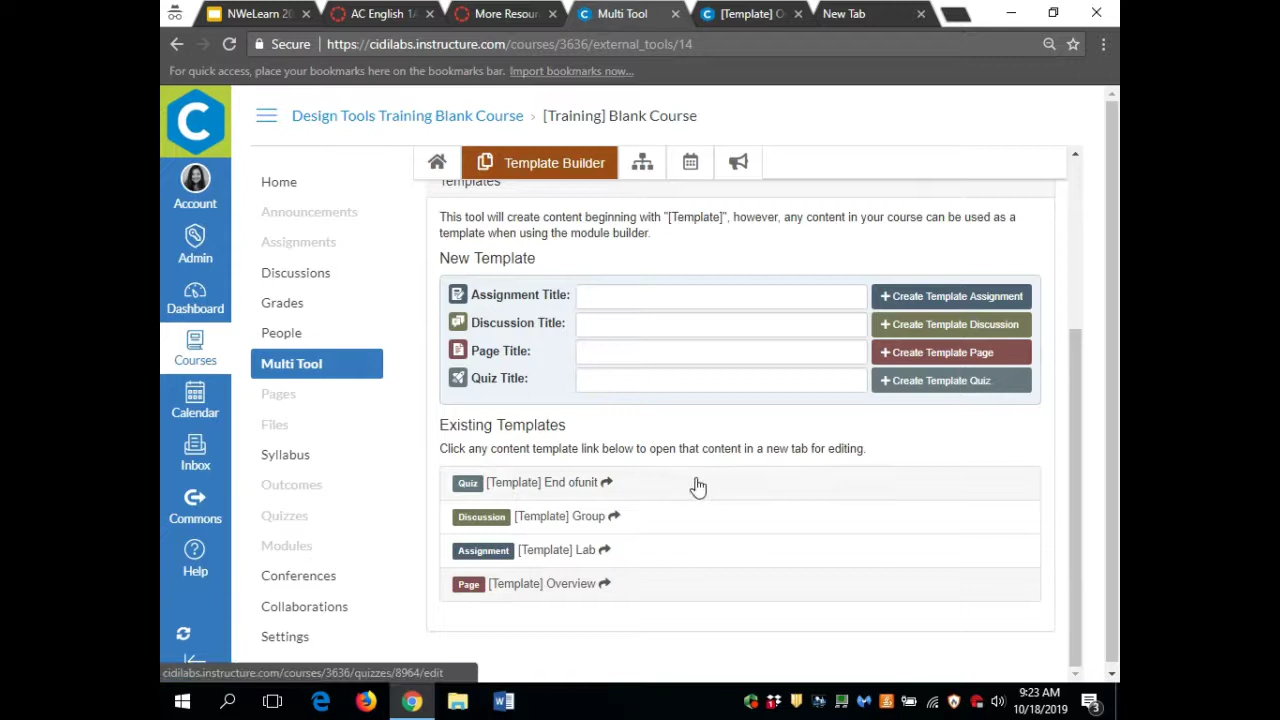 NWeLearn 20
AC English 1A
More Resour
Multi Tool
[Template] O
New Tab
Secure
https://cidilabs.instructure.com/courses/3636/external_tools/14
For quick access, place your bookmarks here on the bookmarks bar. Import bookmarks now...
Design Tools Training Blank Course › [Training] Blank Course
Template Builder
Account
Admin
Dashboard
Courses
Calendar
Inbox
Commons
Help
Home
Announcements
Assignments
Discussions
Grades
People
Multi Tool
Pages
Files
Syllabus
Outcomes
Quizzes
Modules
Conferences
Collaborations
Settings
Templates
This tool will create content beginning with "[Template]", however, any content in your course can be used as a
template when using the module builder.
New Template
Assignment Title:
+ Create Template Assignment
Discussion Title:
+ Create Template Discussion
Page Title:
+ Create Template Page
Quiz Title:
+ Create Template Quiz
Existing Templates
Click any content template link below to open that content in a new tab for editing.
Quiz [Template] End ofunit
Discussion [Template] Group
Assignment [Template] Lab
Page [Template] Overview
cidilabs.instructure.com/courses/3636/quizzes/8964/edit
9:23 AM
10/18/2019
3